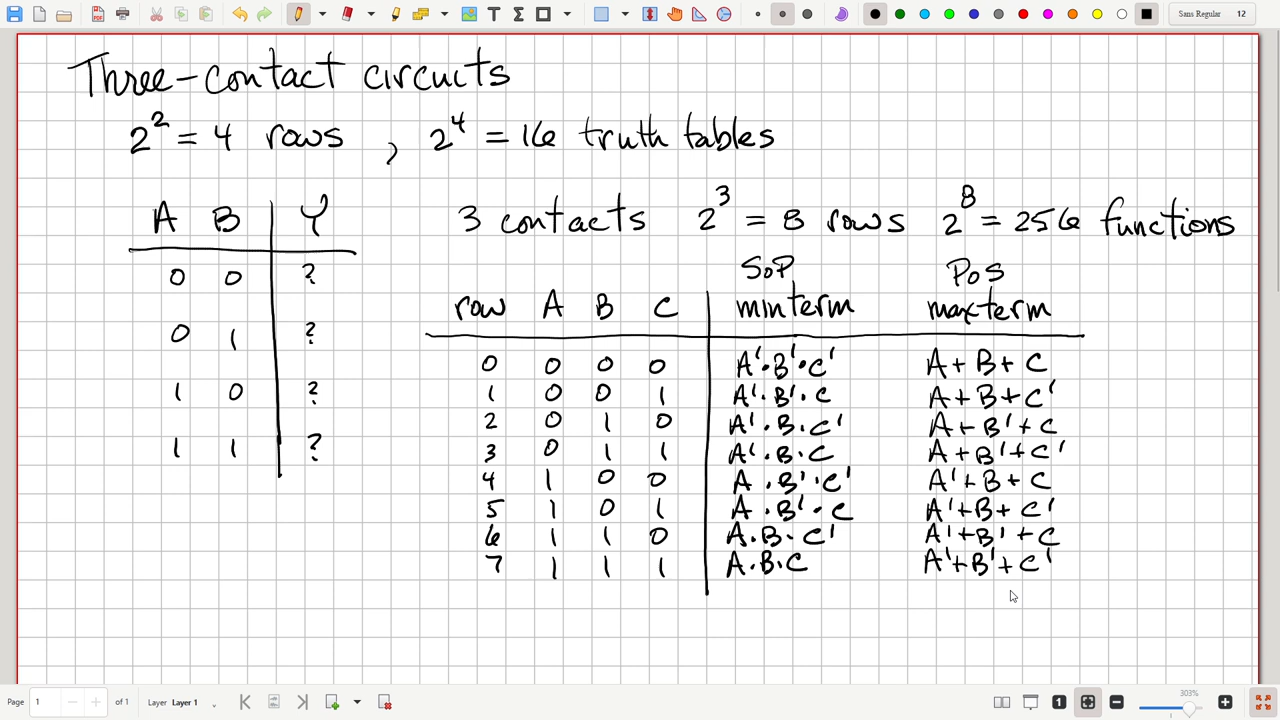 Sans Regular 12
Three-contact circuits
2² = 4 rows , 2⁴ = 16 truth tables
A B Y
0 0 ?
0 1 ?
1 0 ?
1 1 ?
3 contacts 2³ = 8 rows 2⁸ = 256 functions
SoP PoS
row A B C minterm maxterm
0 0 0 0 A'·B'·C' A + B + C
1 0 0 1 A'·B'·C A + B + C'
2 0 1 0 A'·B·C' A + B' + C
3 0 1 1 A'·B·C A + B' + C'
4 1 0 0 A·B'·C' A' + B + C
5 1 0 1 A·B'·C A' + B + C'
6 1 1 0 A·B·C' A' + B' + C
7 1 1 1 A·B·C A' + B' + C'
Page 1 of 1 Layer Layer 1 303%